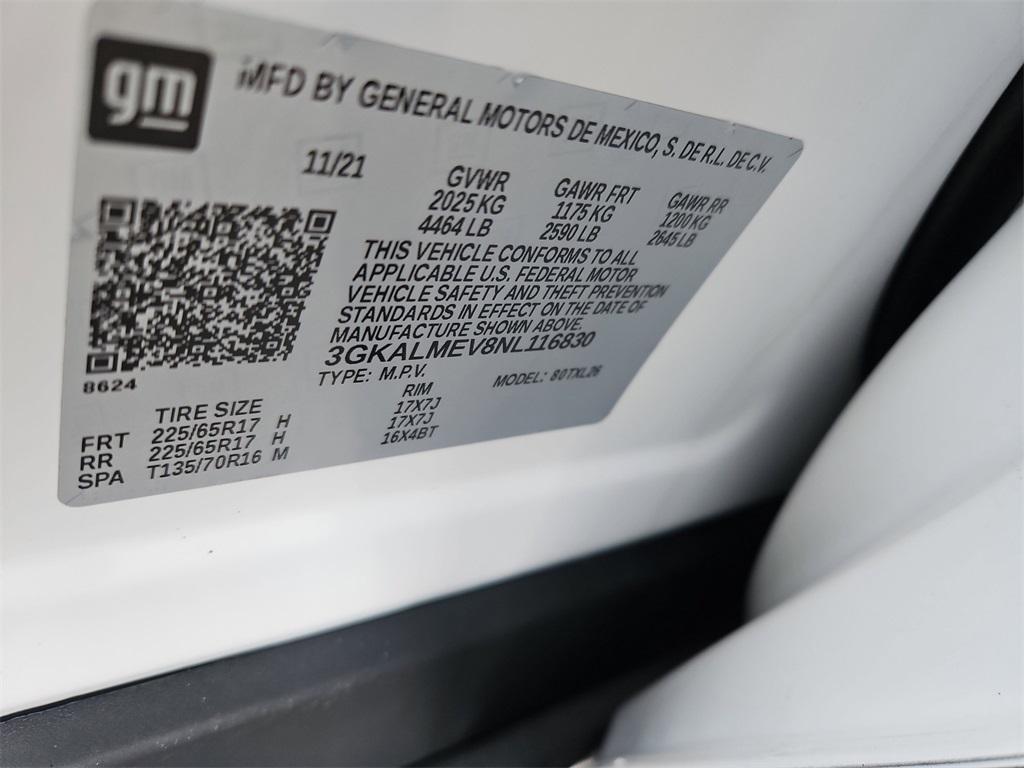 gm
MFD BY GENERAL MOTORS DE MEXICO, S. DE R.L. DE C.V.
11/21 GVWR GAWR FRT GAWR RR
2025 KG 1175 KG 1200 KG
4464 LB 2590 LB 2645 LB
THIS VEHICLE CONFORMS TO ALL
APPLICABLE U.S. FEDERAL MOTOR
VEHICLE SAFETY AND THEFT PREVENTION
STANDARDS IN EFFECT ON THE DATE OF
MANUFACTURE SHOWN ABOVE.
3GKALMEV8NL116830
8624
TYPE: M.P.V. MODEL: 80TXL26
TIRE SIZE RIM
FRT 225/65R17 H 17X7J
RR 225/65R17 H 17X7J
SPA T135/70R16 M 16X4BT